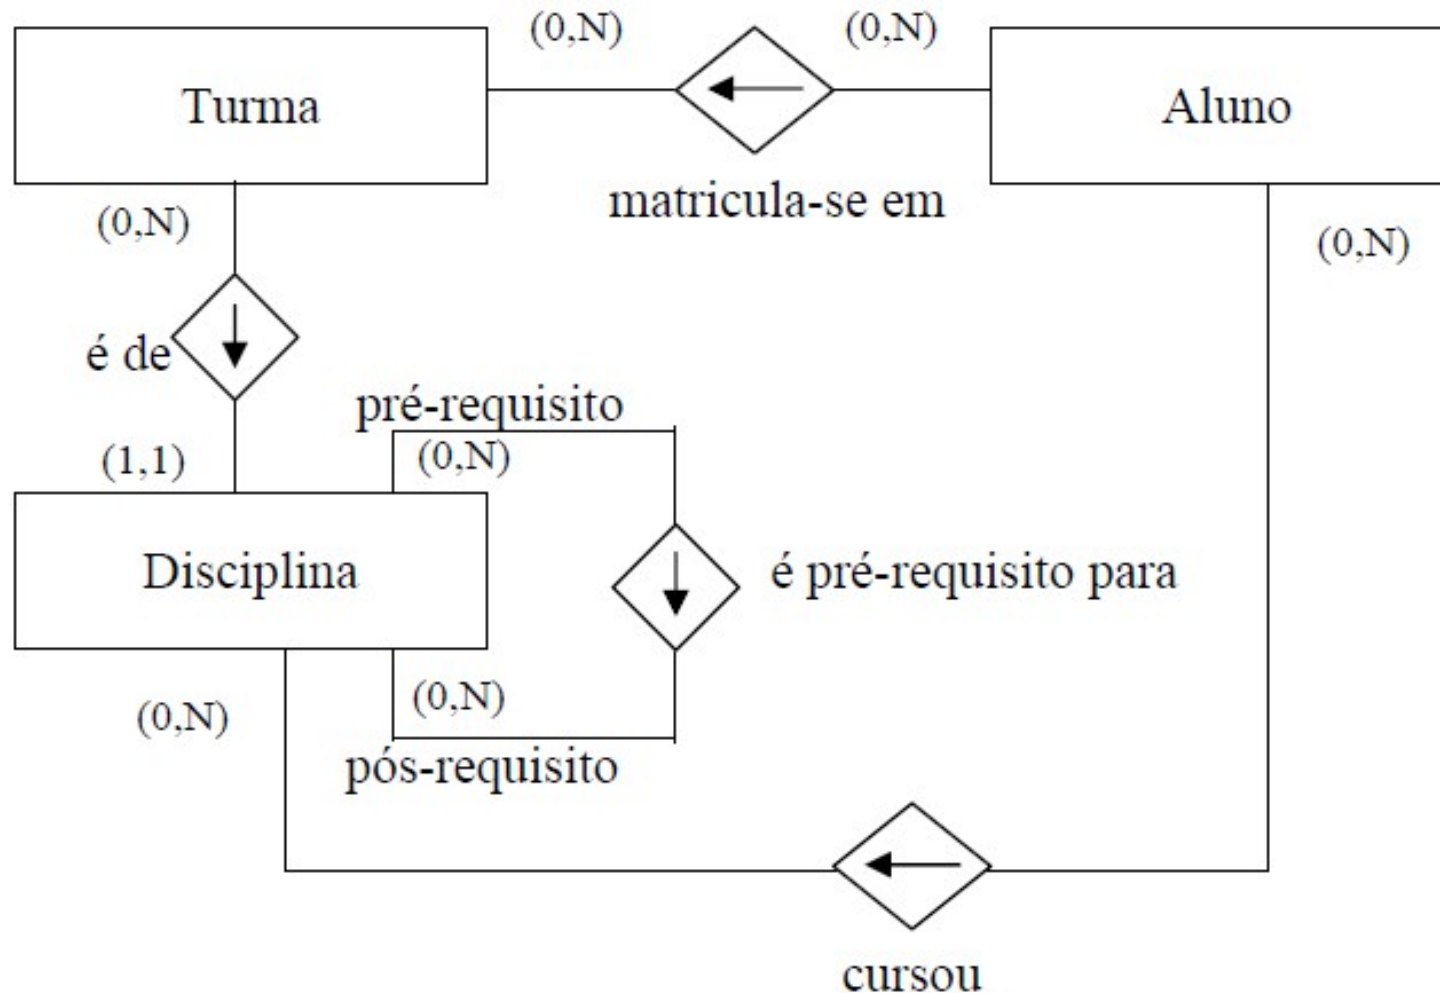 (0,N)
(0,N)
Turma
Aluno
matricula-se em
(0,N)
(0,N)
é de
pré-requisito
(1,1)
(0,N)
Disciplina
é pré-requisito para
(0,N)
(0,N)
pós-requisito
cursou